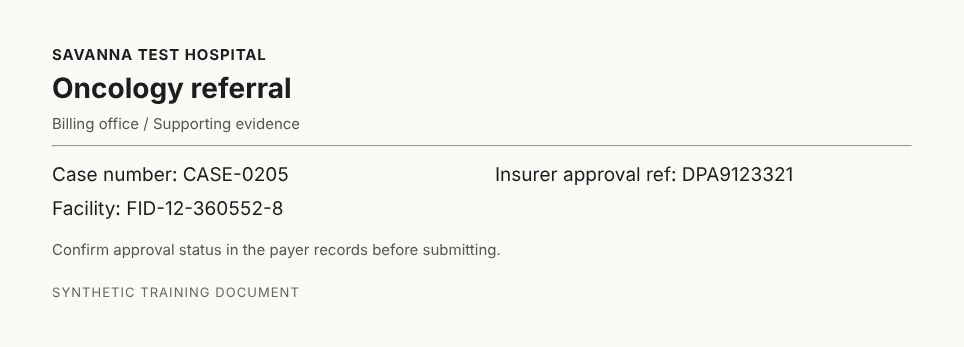 SAVANNA TEST HOSPITAL
Oncology referral
Billing office / Supporting evidence
Case number: CASE-0205
Insurer approval ref: DPA9123321
Facility: FID-12-360552-8
Confirm approval status in the payer records before submitting.
SYNTHETIC TRAINING DOCUMENT